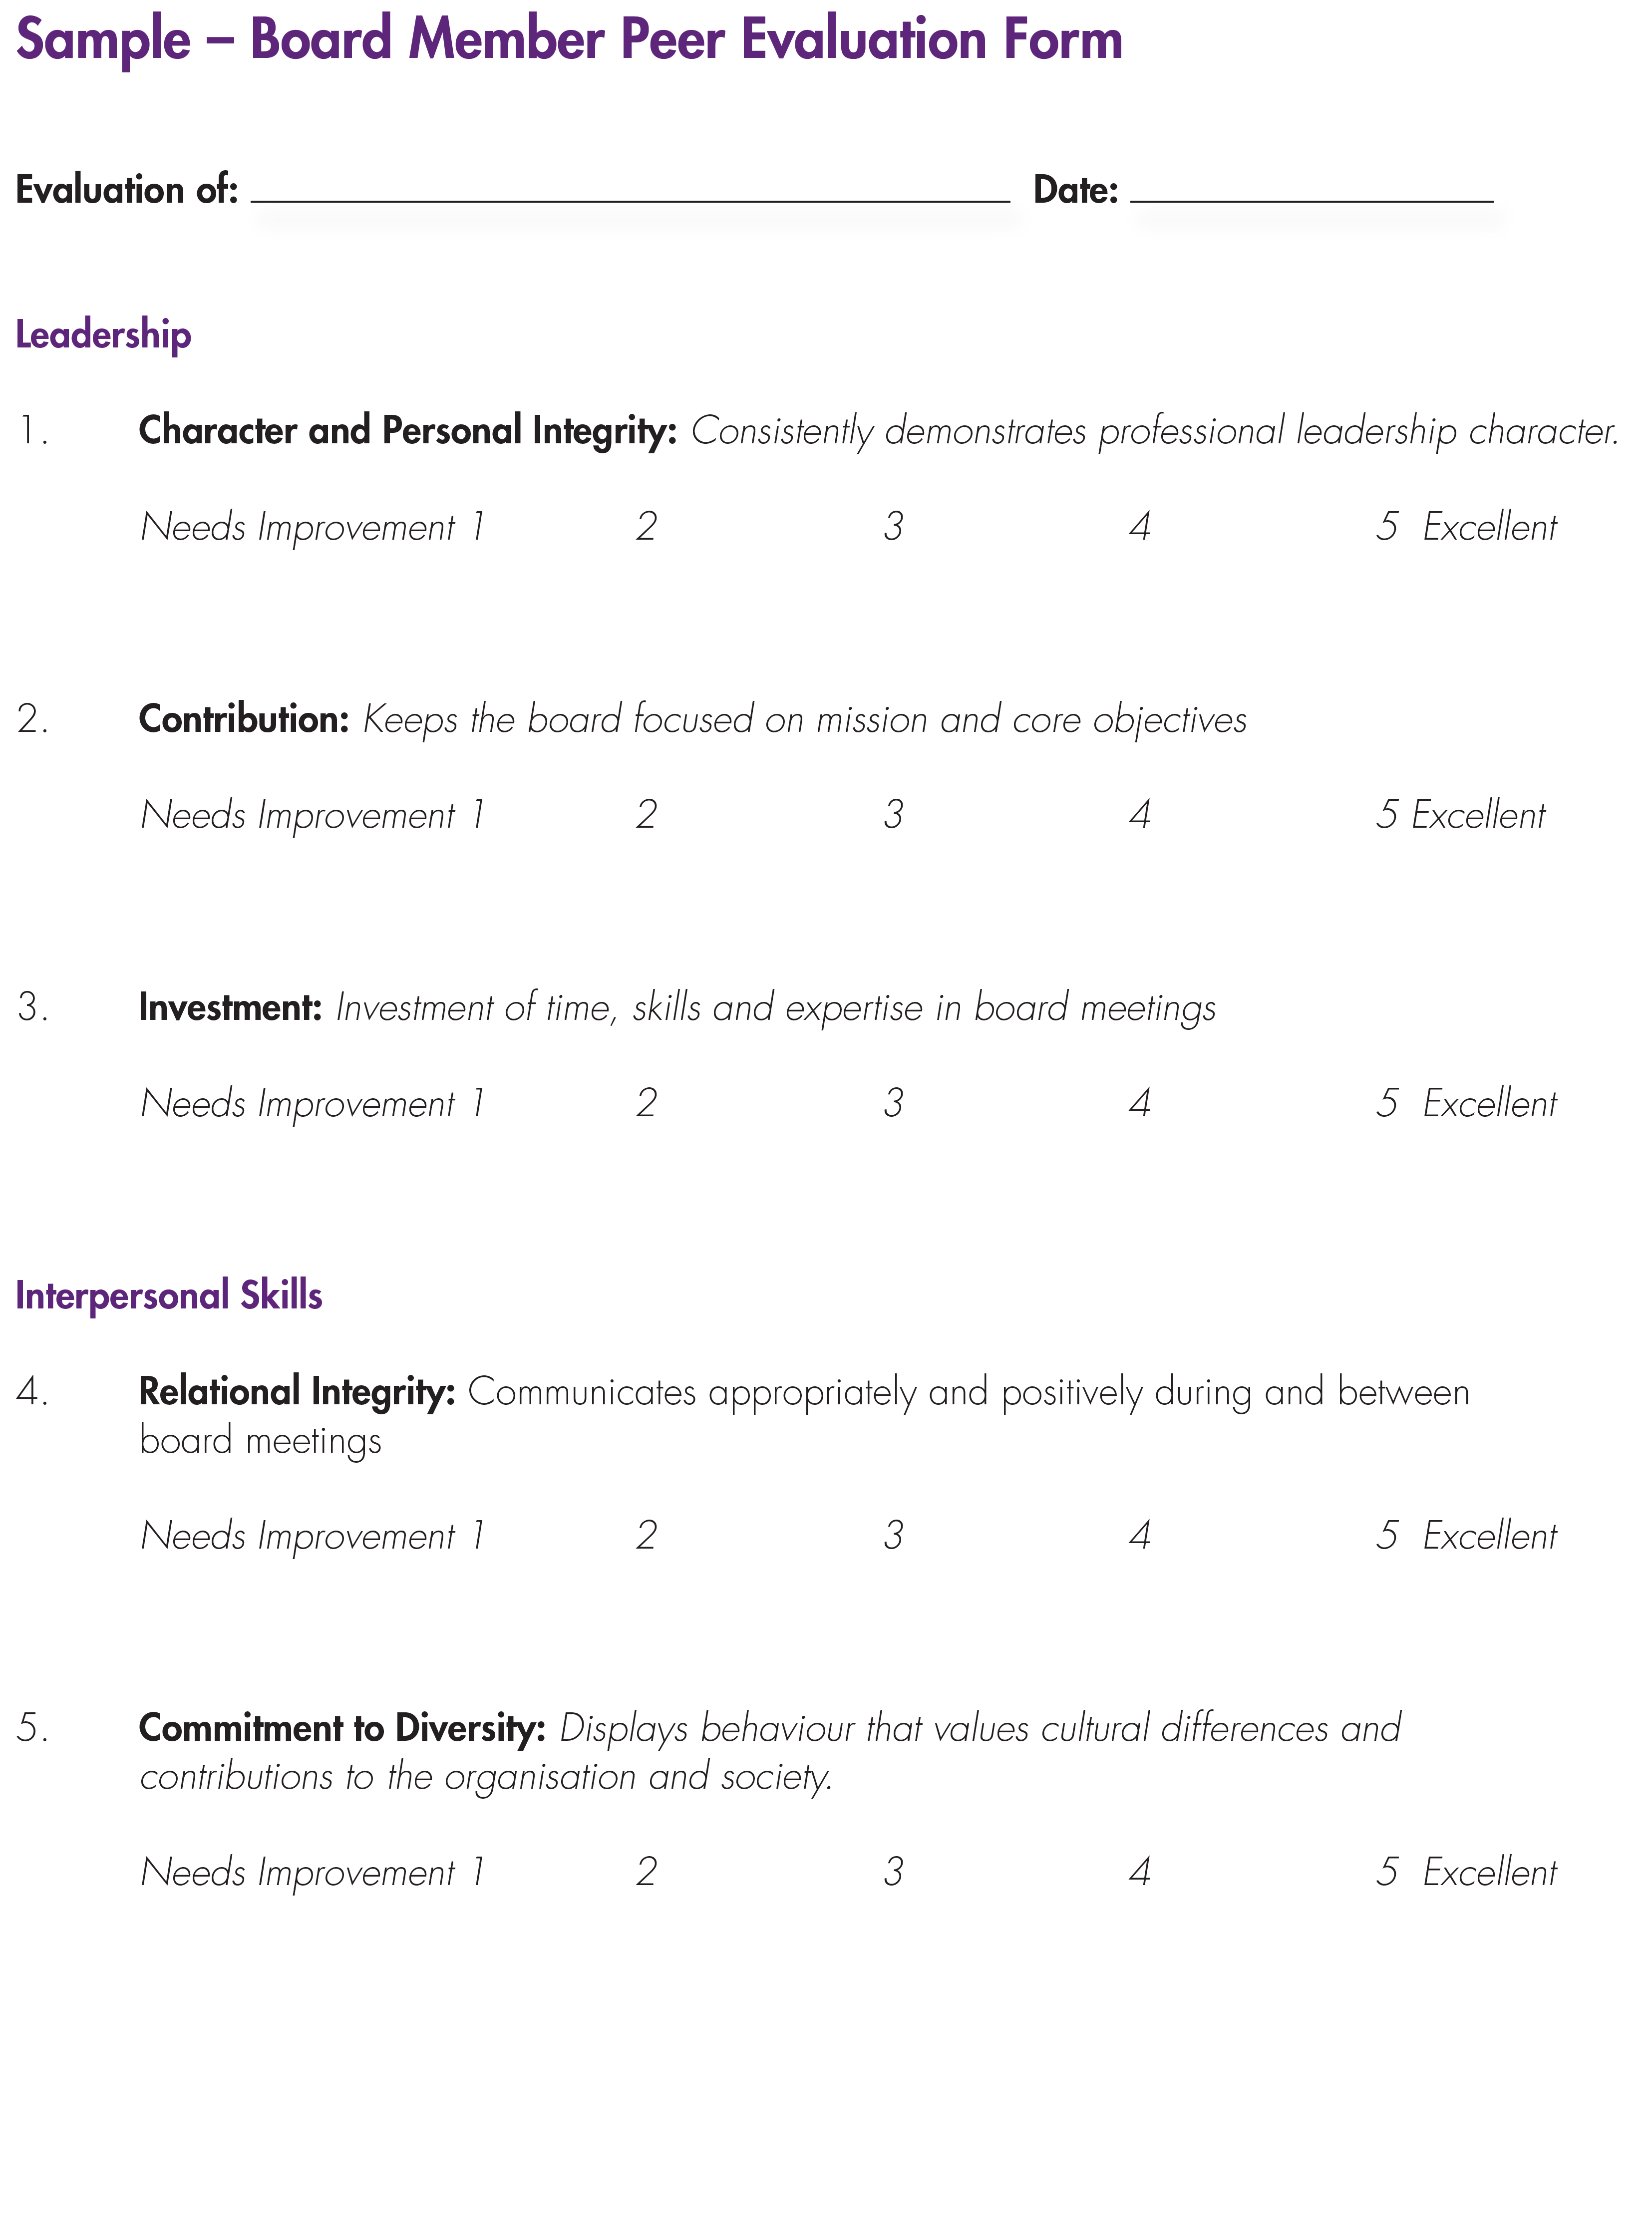 Sample – Board Member Peer Evaluation Form
Evaluation of: Date:
Leadership
1. Character and Personal Integrity: Consistently demonstrates professional leadership character.
Needs Improvement 1 2 3 4 5 Excellent
2. Contribution: Keeps the board focused on mission and core objectives
Needs Improvement 1 2 3 4 5 Excellent
3. Investment: Investment of time, skills and expertise in board meetings
Needs Improvement 1 2 3 4 5 Excellent
Interpersonal Skills
4. Relational Integrity: Communicates appropriately and positively during and between
board meetings
Needs Improvement 1 2 3 4 5 Excellent
5. Commitment to Diversity: Displays behaviour that values cultural differences and
contributions to the organisation and society.
Needs Improvement 1 2 3 4 5 Excellent